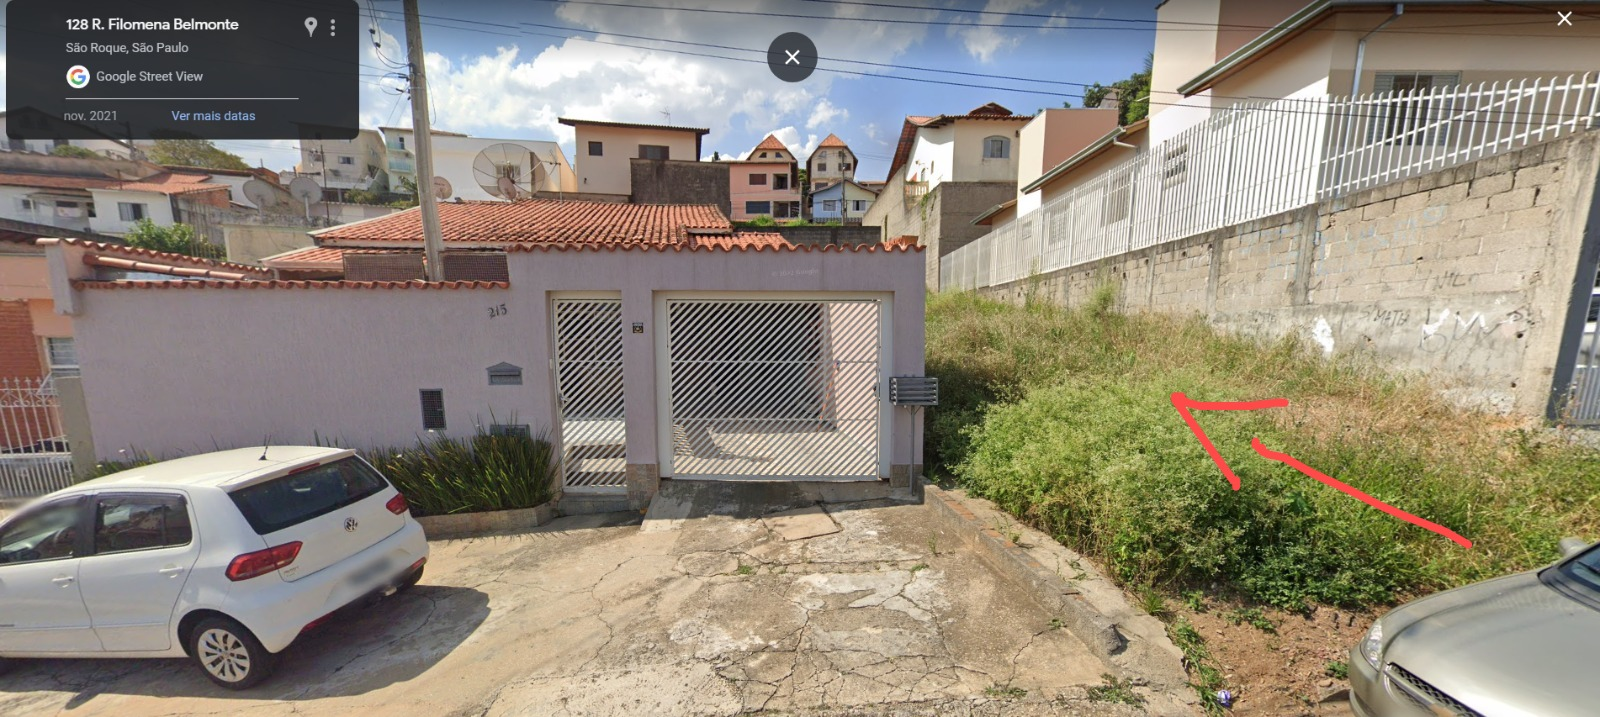 128 R. Filomena Belmonte
São Roque, São Paulo
Google Street View
nov. 2021
Ver mais datas
215